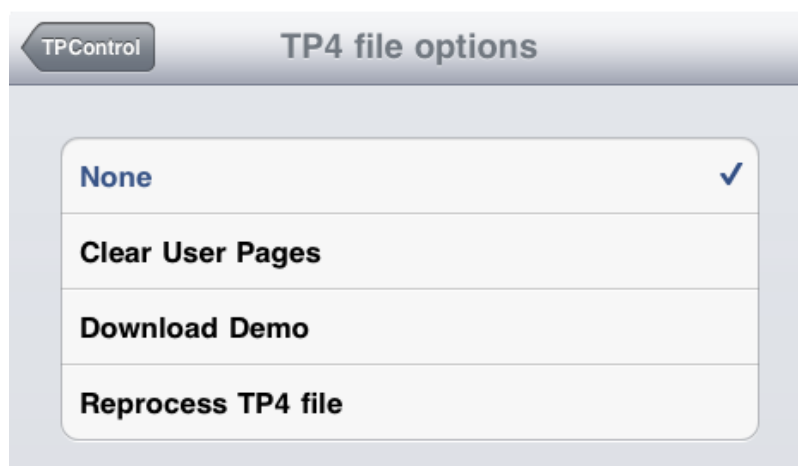 TPControl
TP4 file options
None
Clear User Pages
Download Demo
Reprocess TP4 file